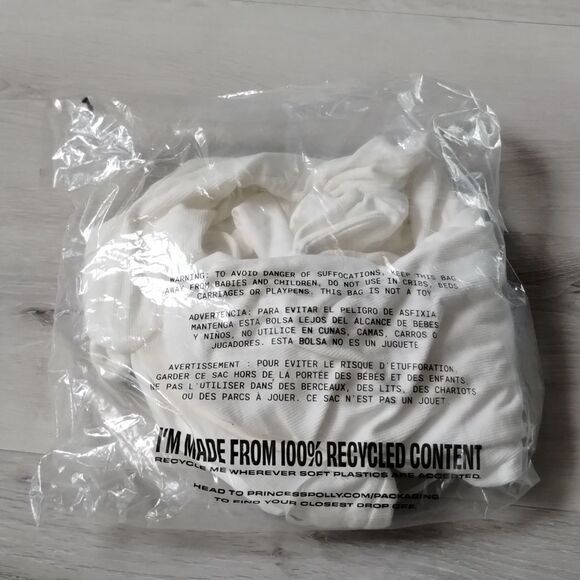 WARNING: TO AVOID DANGER OF SUFFOCATIONS, KEEP THIS BAG
AWAY FROM BABIES AND CHILDREN, DO NOT USE IN CRIBS, BEDS
CARRIAGES OR PLAYPENS. THIS BAG IS NOT A TOY
ADVERTENCIA: PARA EVITAR EL PELIGRO DE ASFIXIA
MANTENGA ESTA BOLSA LEJOS DEL ALCANCE DE BEBES
Y NIÑOS, NO UTILICE EN CUNAS, CAMAS, CARROS O
JUGADORES. ESTA BOLSA NO ES UN JUGUETE
AVERTISSEMENT : POUR EVITER LE RISQUE D'ETUFFORATION
GARDER CE SAC HORS DE LA PORTÉE DES BÉBÉS ET DES ENFANTS
NE PAS L'UTILISER DANS DES BERCEAUX, DES LITS, DES CHARIOTS
OU DES PARCS À JOUER. CE SAC N'EST PAS UN JOUET
I'M MADE FROM 100% RECYCLED CONTENT
RECYCLE ME WHEREVER SOFT PLASTICS ARE ACCEPTED.
HEAD TO PRINCESSPOLLY.COM/PACKAGING
TO FIND YOUR CLOSEST DROP